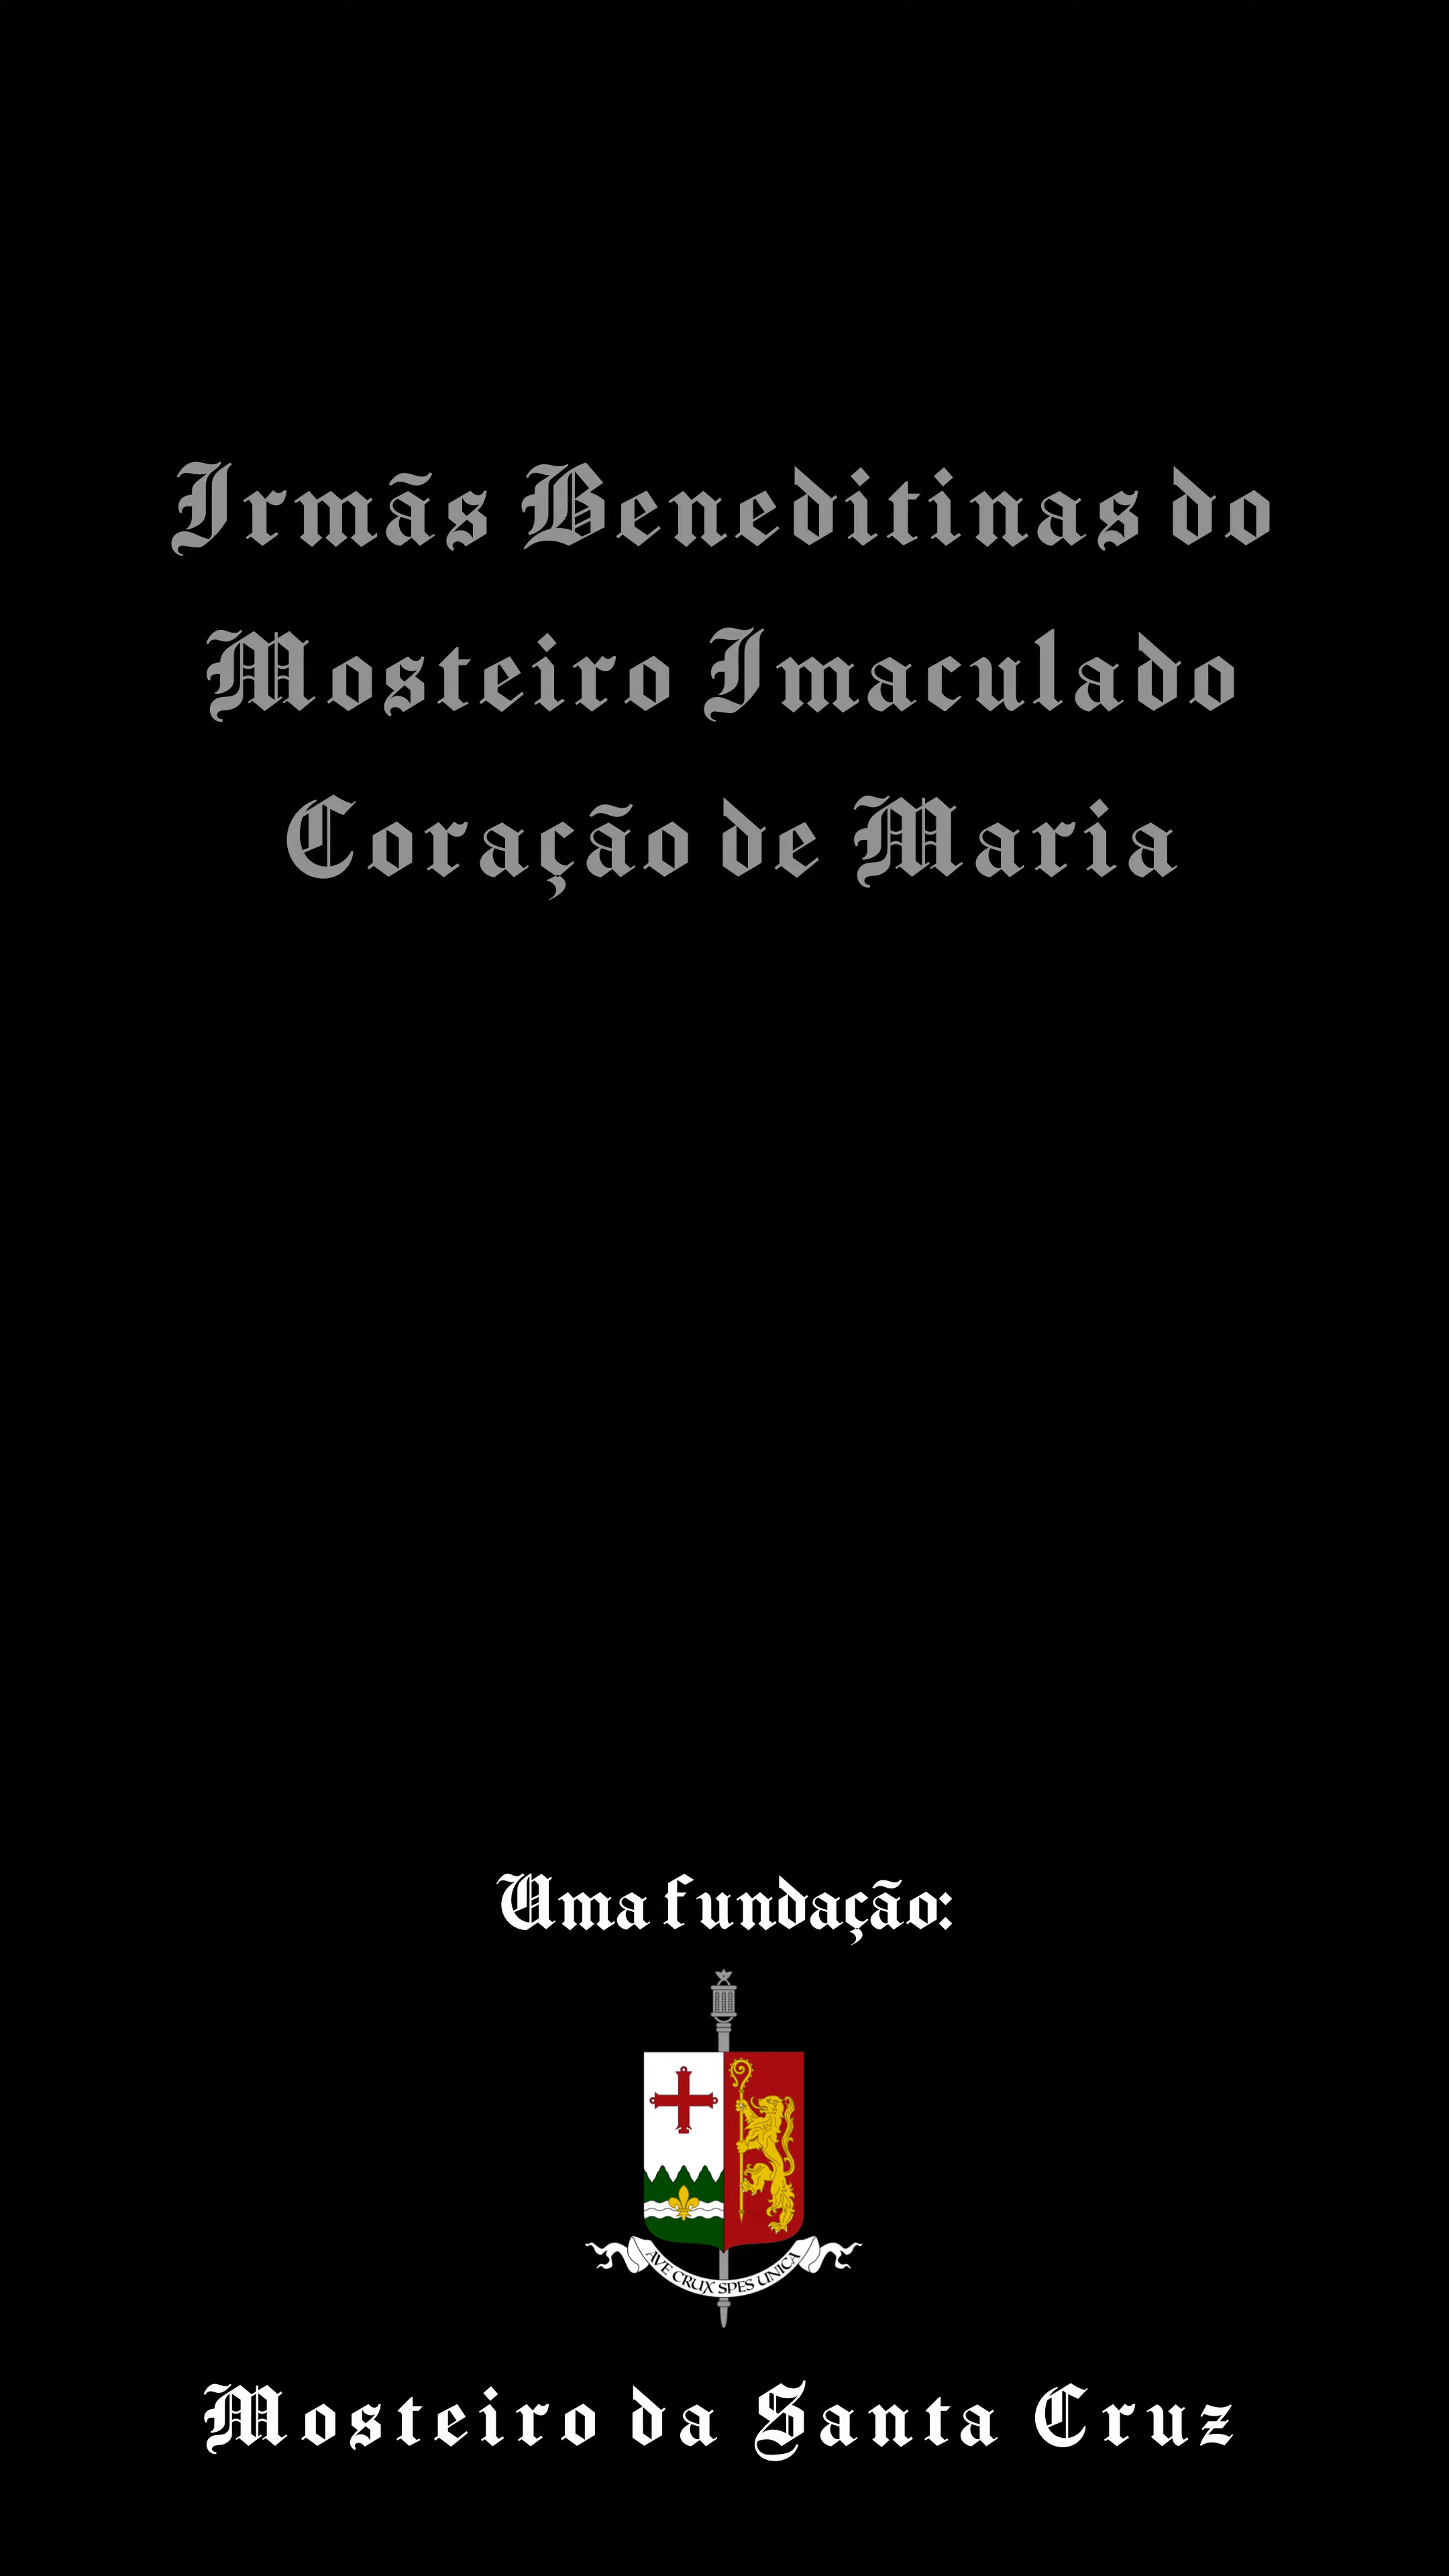 Irmãs Beneditinas do
Mosteiro Imaculado
Coração de Maria
Uma fundação:
AVE CRUX SPES UNICA
Mosteiro da Santa Cruz